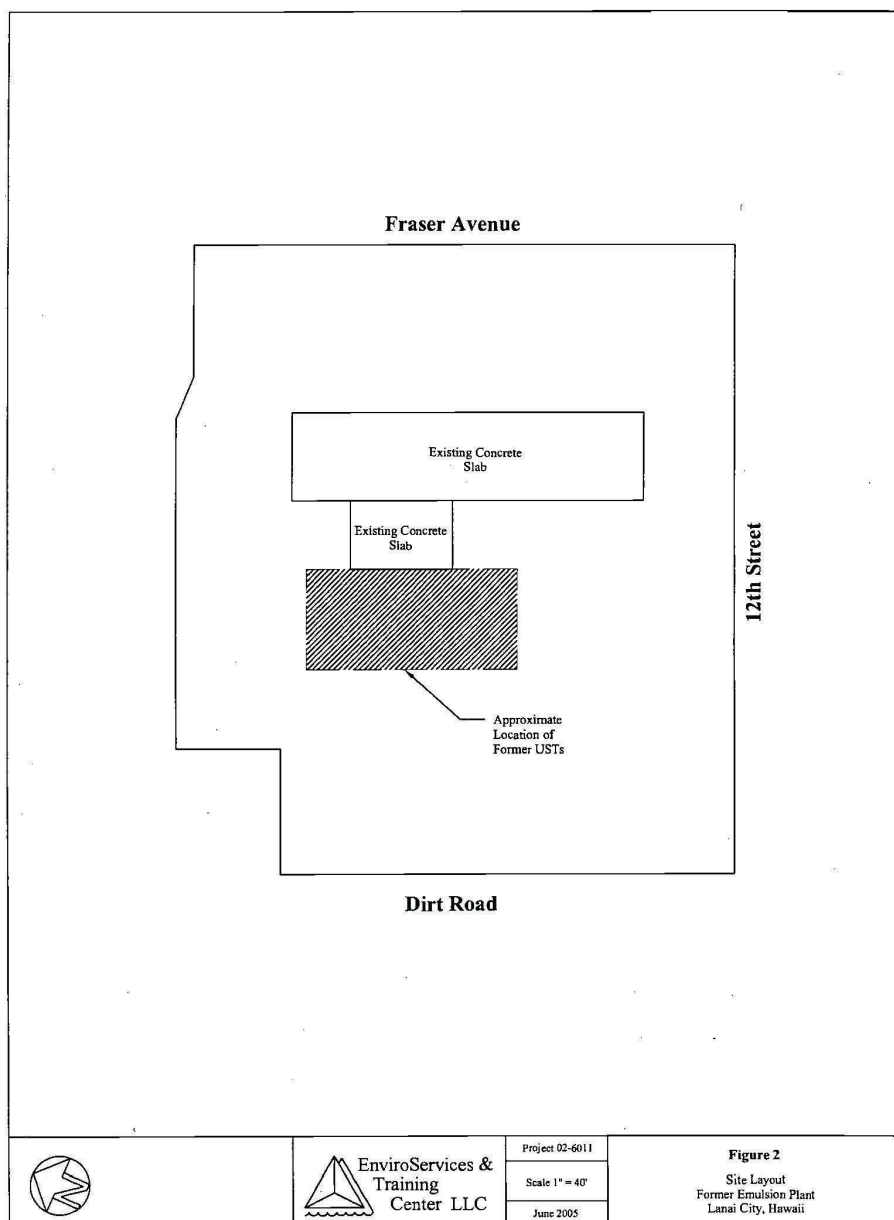 Fraser Avenue
Existing Concrete
Slab
Existing Concrete
Slab
12th Street
Approximate
Location of
Former USTs
Dirt Road
EnviroServices &
Training
Center LLC
Project 02-6011
Scale 1" = 40'
June 2005
Figure 2
Site Layout
Former Emulsion Plant
Lanai City, Hawaii